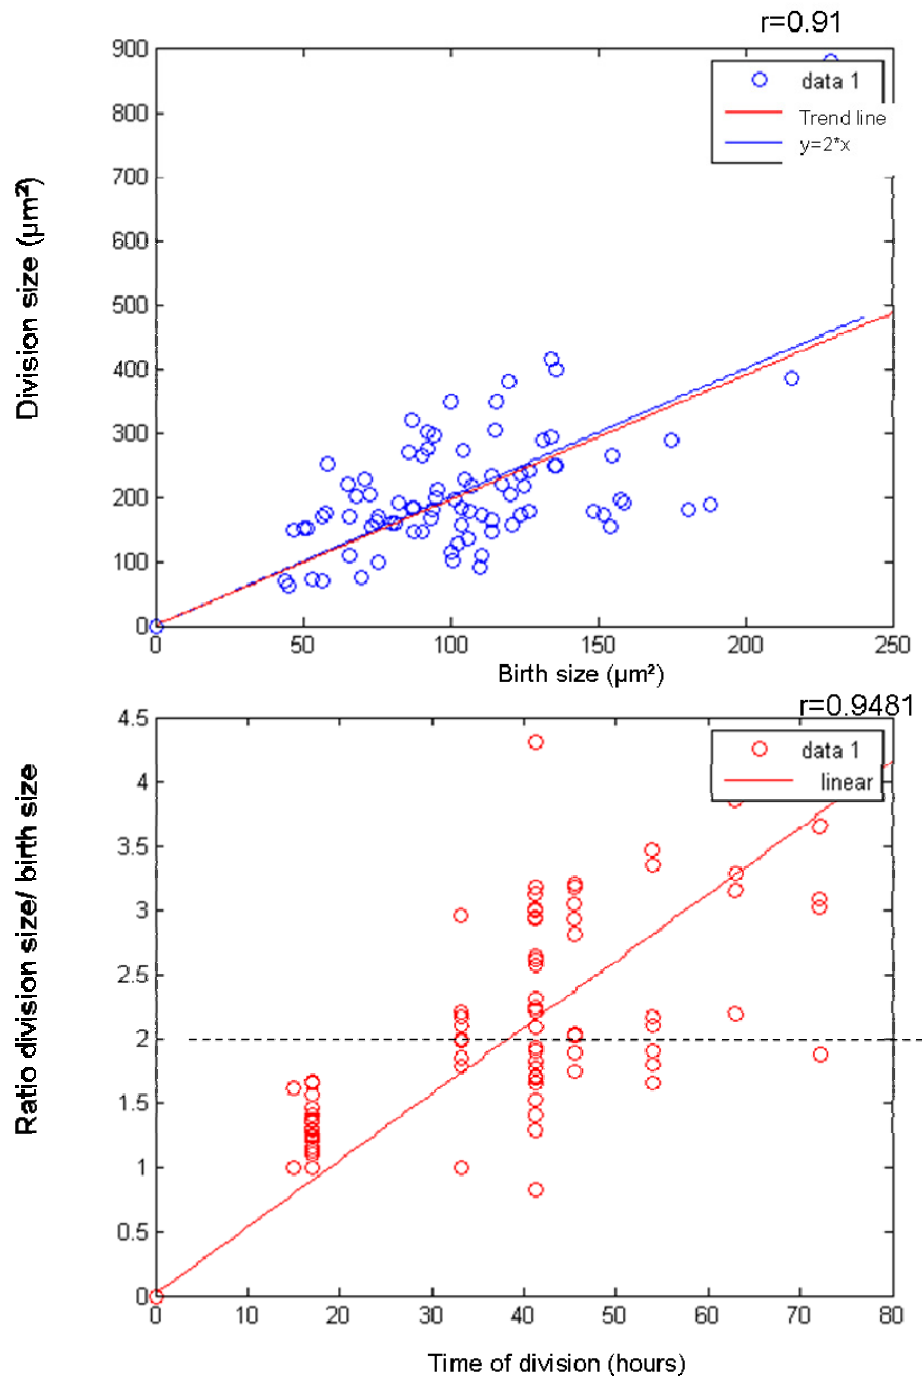 r=0.91
900
800
700
600
500
400
300
200
100
0
data 1
Trend line
y=2*x
Division size (µm²)
0 50 100 150 200 250
Birth size (µm²)
r=0.9481
4.5
4
3.5
3
2.5
2
1.5
1
0.5
0
data 1
linear
Ratio division size/ birth size
0 10 20 30 40 50 60 70 80
Time of division (hours)